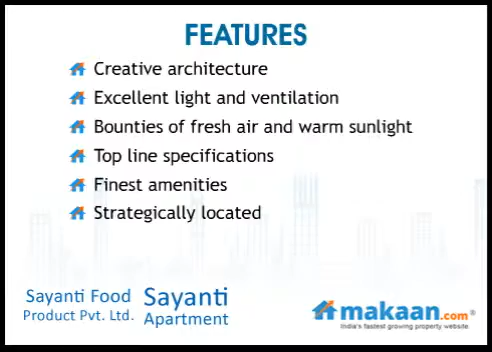 FEATURES
Creative architecture
Excellent light and ventilation
Bounties of fresh air and warm sunlight
Top line specifications
Finest amenities
Strategically located
Sayanti Food
Product Pvt. Ltd.
Sayanti
Apartment
makaan.com®
India's fastest growing property website